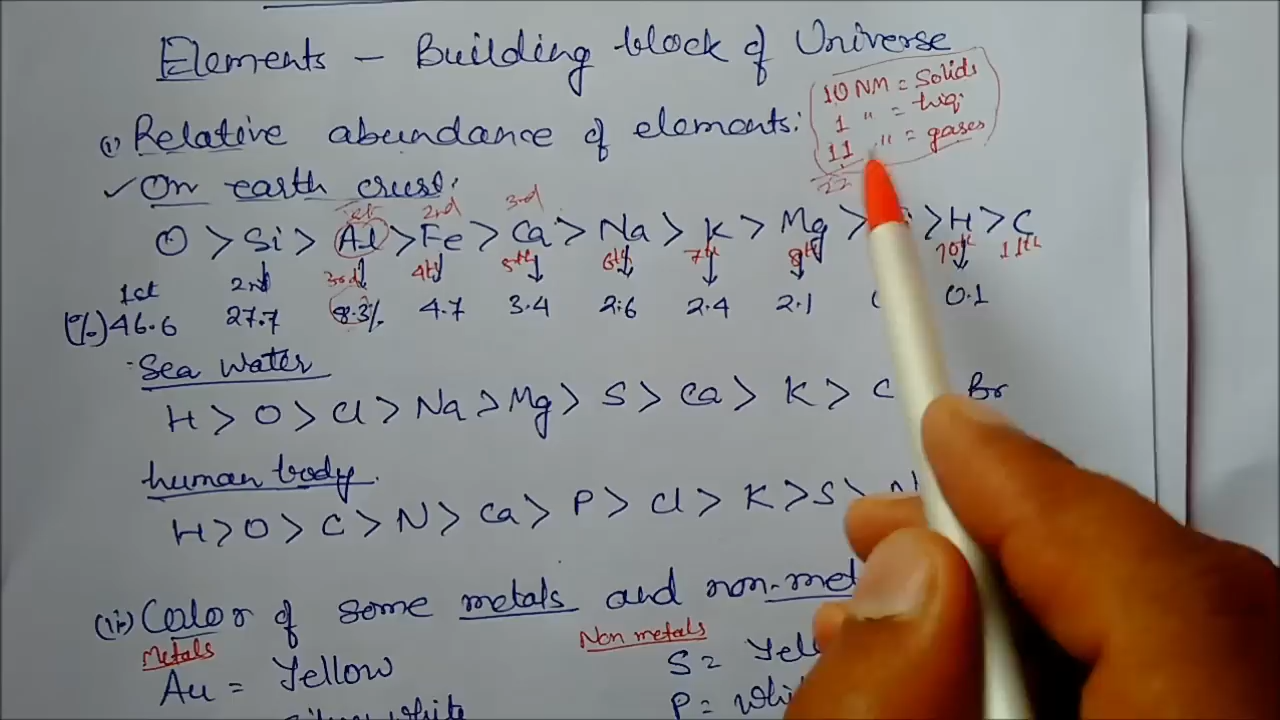 Elements - Building block of Universe
10 NM = Solids
1 " = Liq.
11 " = gases
22
(i) Relative abundance of elements:
✓ On earth crust:
1st 2nd 3rd
O > Si > Al > Fe > Ca > Na > K > Mg > > H > C
1st 2nd 3rd 4th 5th 6th 7th 8th 10th 11th
(%) 46.6 27.7 8.3% 4.7 3.4 2.6 2.4 2.1 0.1
Sea water
H > O > Cl > Na > Mg > S > Ca > K > C Br
human body.
H > O > C > N > Ca > P > Cl > K > S >
(ii) Color of some metals and non-met
Metals Non metals
Au = Yellow S = Yell
white P = whit